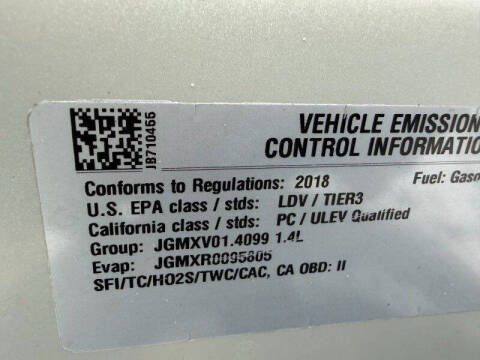 JB710466
VEHICLE EMISSION
CONTROL INFORMATIO
Conforms to Regulations: 2018 Fuel: Gaso
U.S. EPA class / stds: LDV / TIER3
California class / stds: PC / ULEV Qualified
Group: JGMXV01.4099 1.4L
Evap: JGMXR0095805
SFI/TC/HO2S/TWC/CAC, CA OBD: II